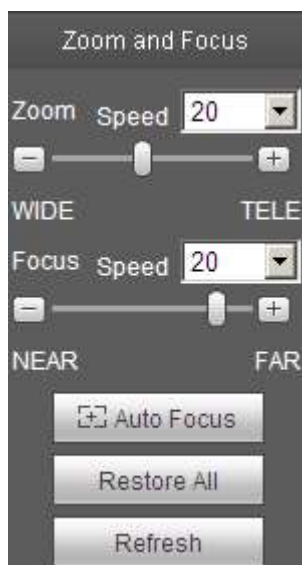 Zoom and Focus
Zoom Speed 20
WIDE TELE
Focus Speed 20
NEAR FAR
Auto Focus
Restore All
Refresh